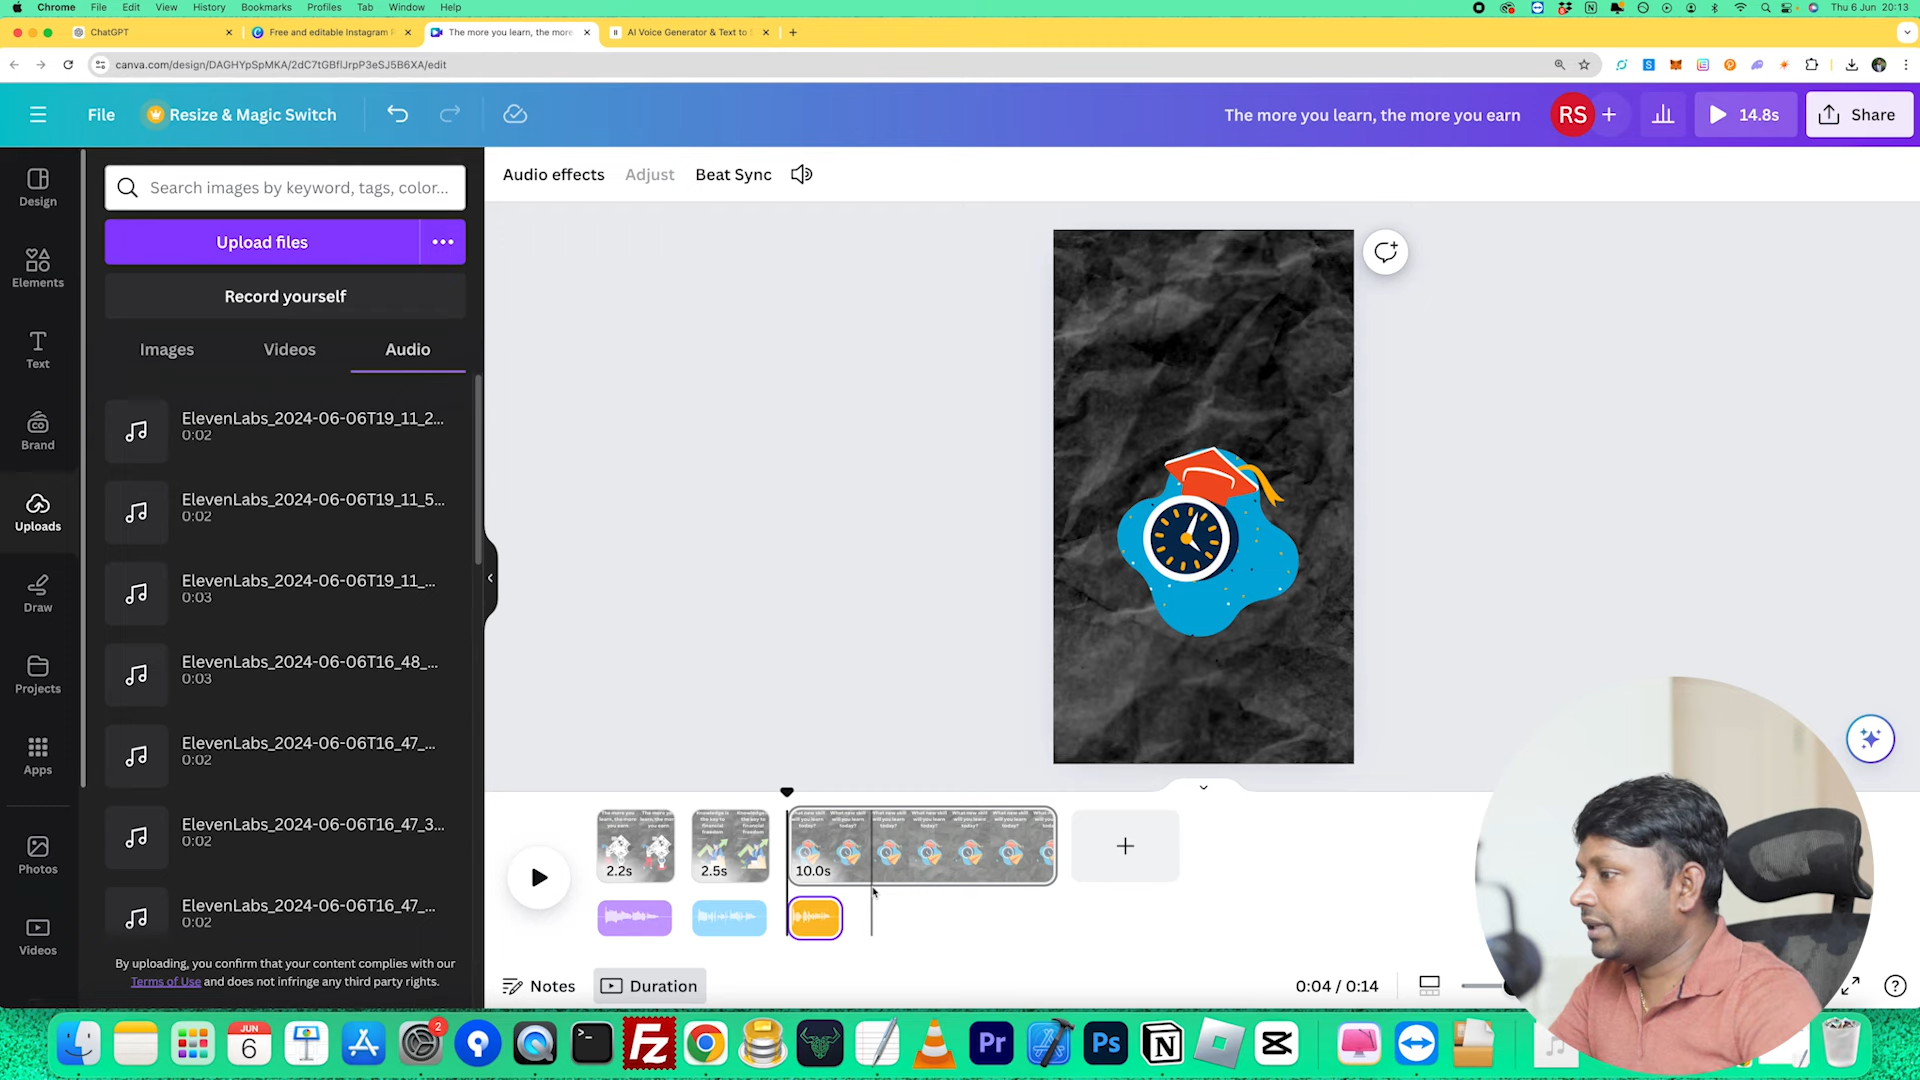 Chrome File Edit View History Bookmarks Profiles Tab Window Help
Thu 6 Jun 20:13
ChatGPT
Free and editable Instagram
The more you learn, the more
AI Voice Generator & Text to
canva.com/design/DAGHYpSpMKA/2dC7tGBflJrpP3eSJ5B6XA/edit
File
Resize & Magic Switch
The more you learn, the more you earn
RS
14.8s
Share
Design
Elements
Text
Brand
Uploads
Draw
Projects
Apps
Photos
Videos
Search images by keyword, tags, color...
Upload files
Record yourself
Images Videos Audio
ElevenLabs_2024-06-06T19_11_2...
0:02
ElevenLabs_2024-06-06T19_11_5...
0:02
ElevenLabs_2024-06-06T19_11_...
0:03
ElevenLabs_2024-06-06T16_48_...
0:03
ElevenLabs_2024-06-06T16_47_...
0:02
ElevenLabs_2024-06-06T16_47_3...
0:02
ElevenLabs_2024-06-06T16_47_...
0:02
By uploading, you confirm that your content complies with our
Terms of Use and does not infringe any third party rights.
Audio effects Adjust Beat Sync
2.2s
2.5s
10.0s
Notes
Duration
0:04 / 0:14
JUN
6
2
Fz
Pr
Ps